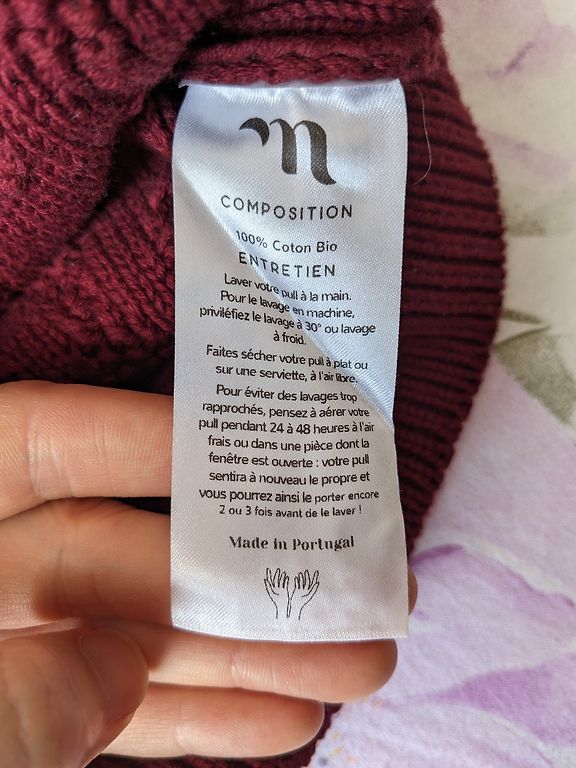 m
COMPOSITION
100% Coton Bio
ENTRETIEN
Laver votre pull à la main.
Pour le lavage en machine,
priviléfiez le lavage à 30° ou lavage
à froid.
Faites sécher votre pull à plat ou
sur une serviette, à l'air libre.
Pour éviter des lavages trop
rapprochés, pensez à aérer votre
pull pendant 24 à 48 heures à l'air
frais ou dans une pièce dont la
fenêtre est ouverte : votre pull
sentira à nouveau le propre et
vous pourrez ainsi le porter encore
2 ou 3 fois avant de le laver !
Made in Portugal